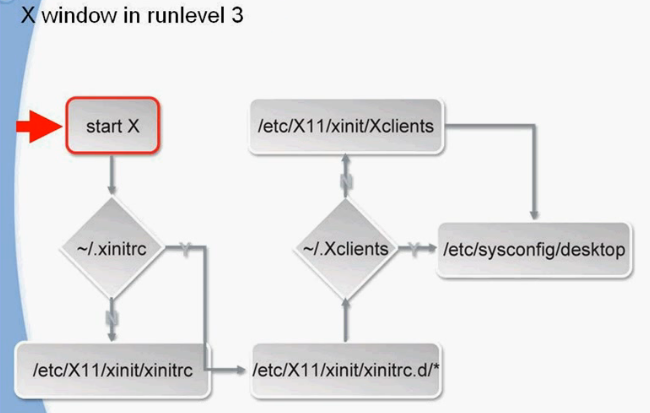 X window in runlevel 3
start X
~/.xinitrc
Y
N
/etc/X11/xinit/xinitrc
/etc/X11/xinit/xinitrc.d/*
~/.Xclients
N
Y
/etc/X11/xinit/Xclients
/etc/sysconfig/desktop